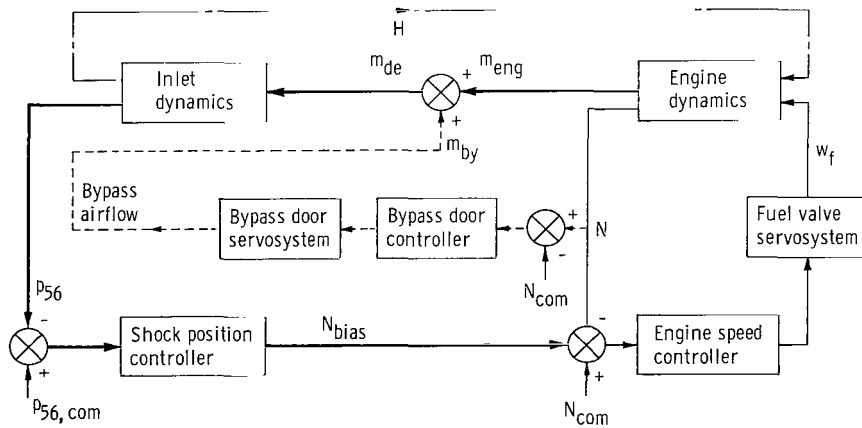 H
Inlet
dynamics
m_de
+
m_eng
Engine
dynamics
+
m_by
w_f
Bypass
airflow
Bypass door
servosystem
Bypass door
controller
+
N
-
N_com
Fuel valve
servosystem
p_56
-
+
Shock position
controller
N_bias
-
+
Engine speed
controller
p_56, com
N_com